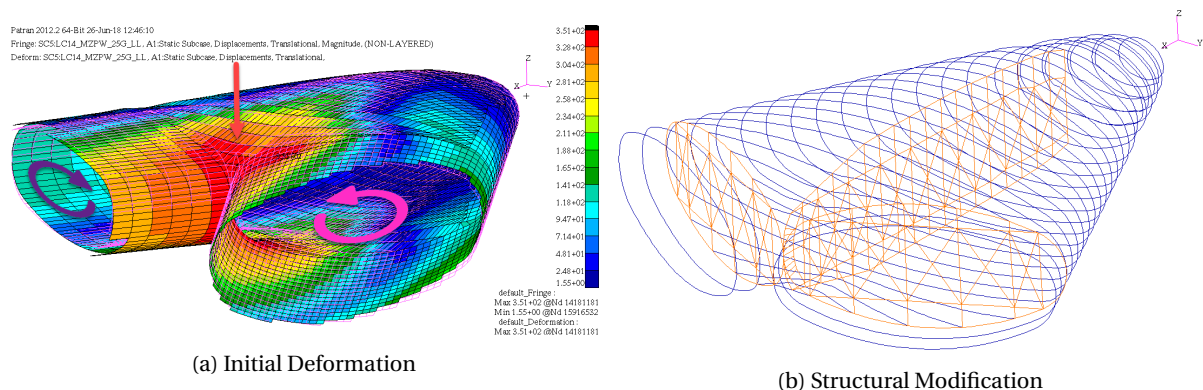 Patran 2012.2 64-Bit 26-Jun-18 12:46:10
Fringe: SC5:LC14_MZPW_25G_LL, A1:Static Subcase, Displacements, Translational, Magnitude, (NON-LAYERED)
Deform: SC5:LC14_MZPW_25G_LL, A1:Static Subcase, Displacements, Translational,
3.51+02
3.28+02
3.04+02
2.81+02
2.58+02
2.34+02
2.11+02
1.88+02
1.65+02
1.41+02
1.18+02
9.47+01
7.14+01
4.81+01
2.48+01
1.55+00
Z
X
Y
default_Fringe :
Max 3.51+02 @Nd 14181181
Min 1.55+00 @Nd 15916532
default_Deformation :
Max 3.51+02 @Nd 14181181
(a) Initial Deformation
Z
X
Y
(b) Structural Modification